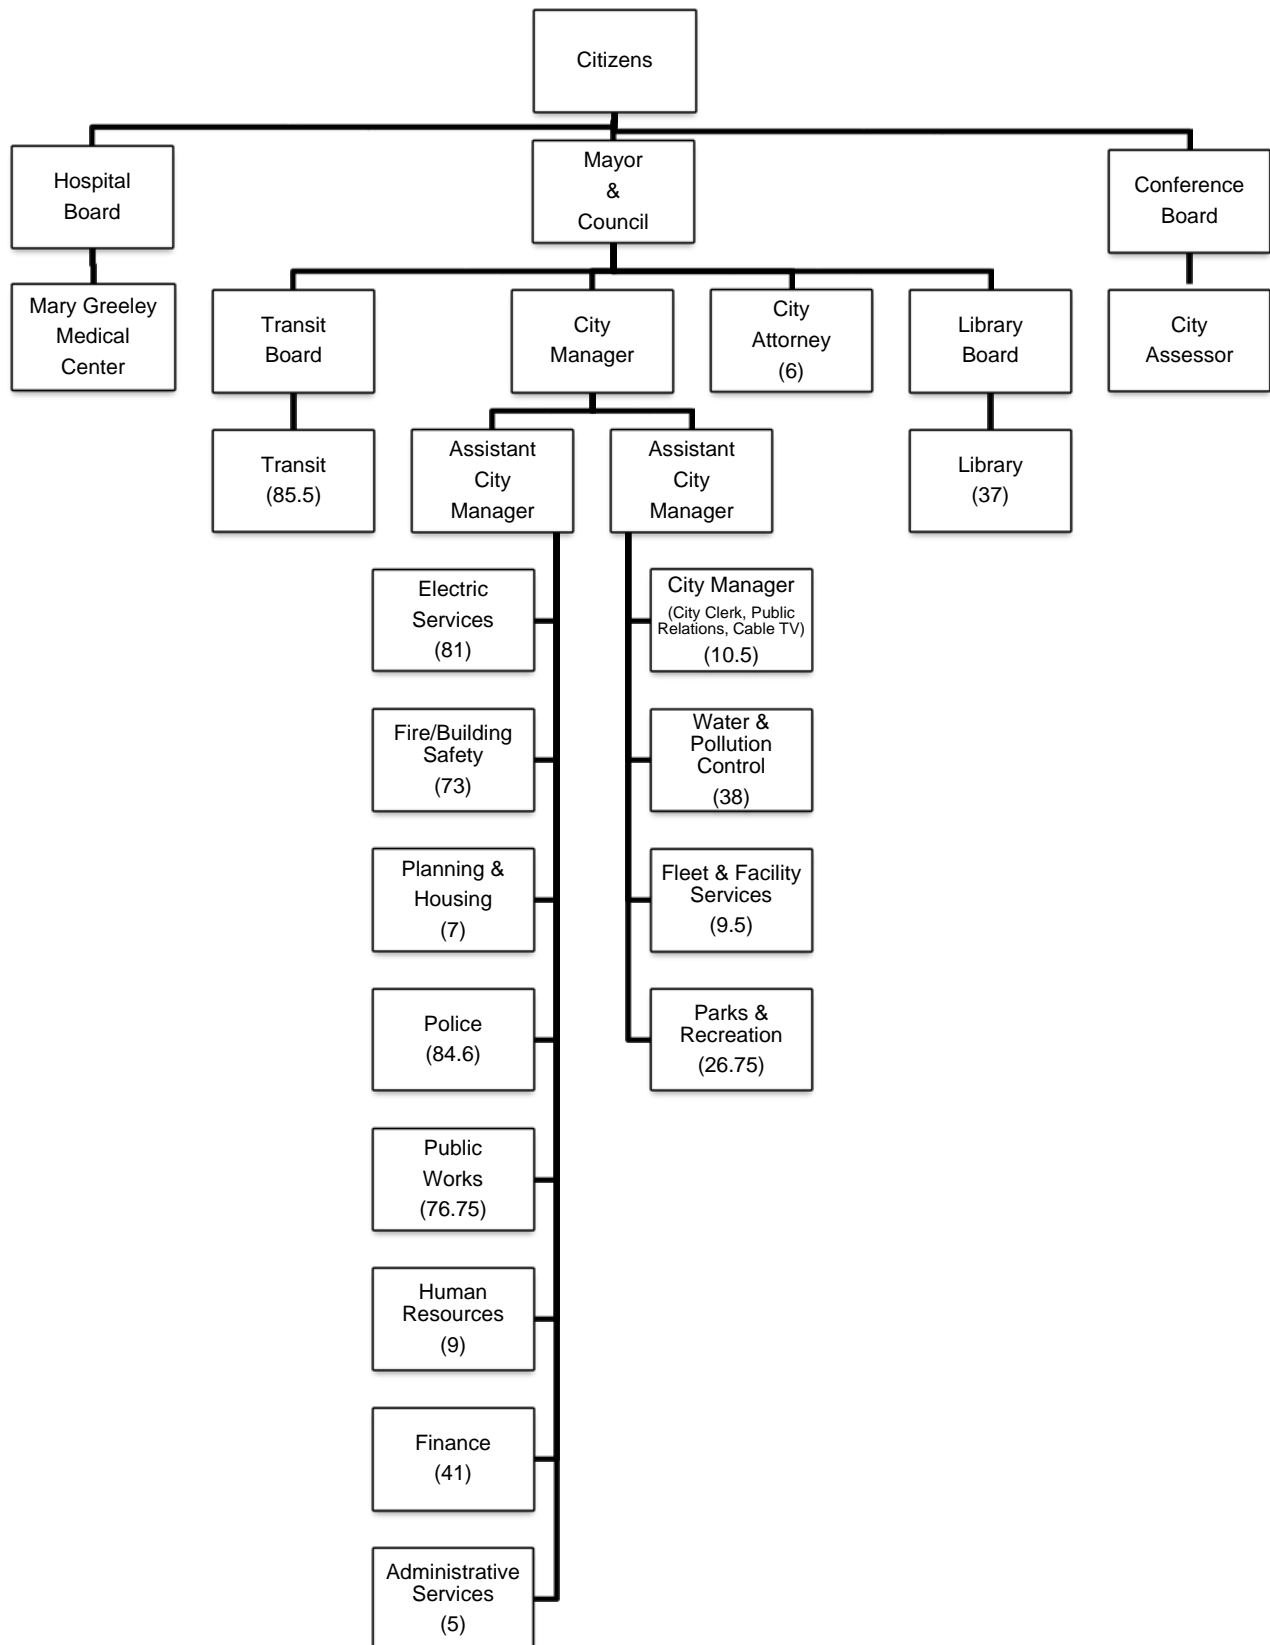 Citizens
Hospital
Board
Mayor
&
Council
Conference
Board
Mary Greeley
Medical
Center
Transit
Board
City
Manager
City
Attorney
(6)
Library
Board
City
Assessor
Transit
(85.5)
Assistant
City
Manager
Assistant
City
Manager
Library
(37)
Electric
Services
(81)
City Manager
(City Clerk, Public
Relations, Cable TV)
(10.5)
Fire/Building
Safety
(73)
Water &
Pollution
Control
(38)
Planning &
Housing
(7)
Fleet & Facility
Services
(9.5)
Police
(84.6)
Parks &
Recreation
(26.75)
Public
Works
(76.75)
Human
Resources
(9)
Finance
(41)
Administrative
Services
(5)